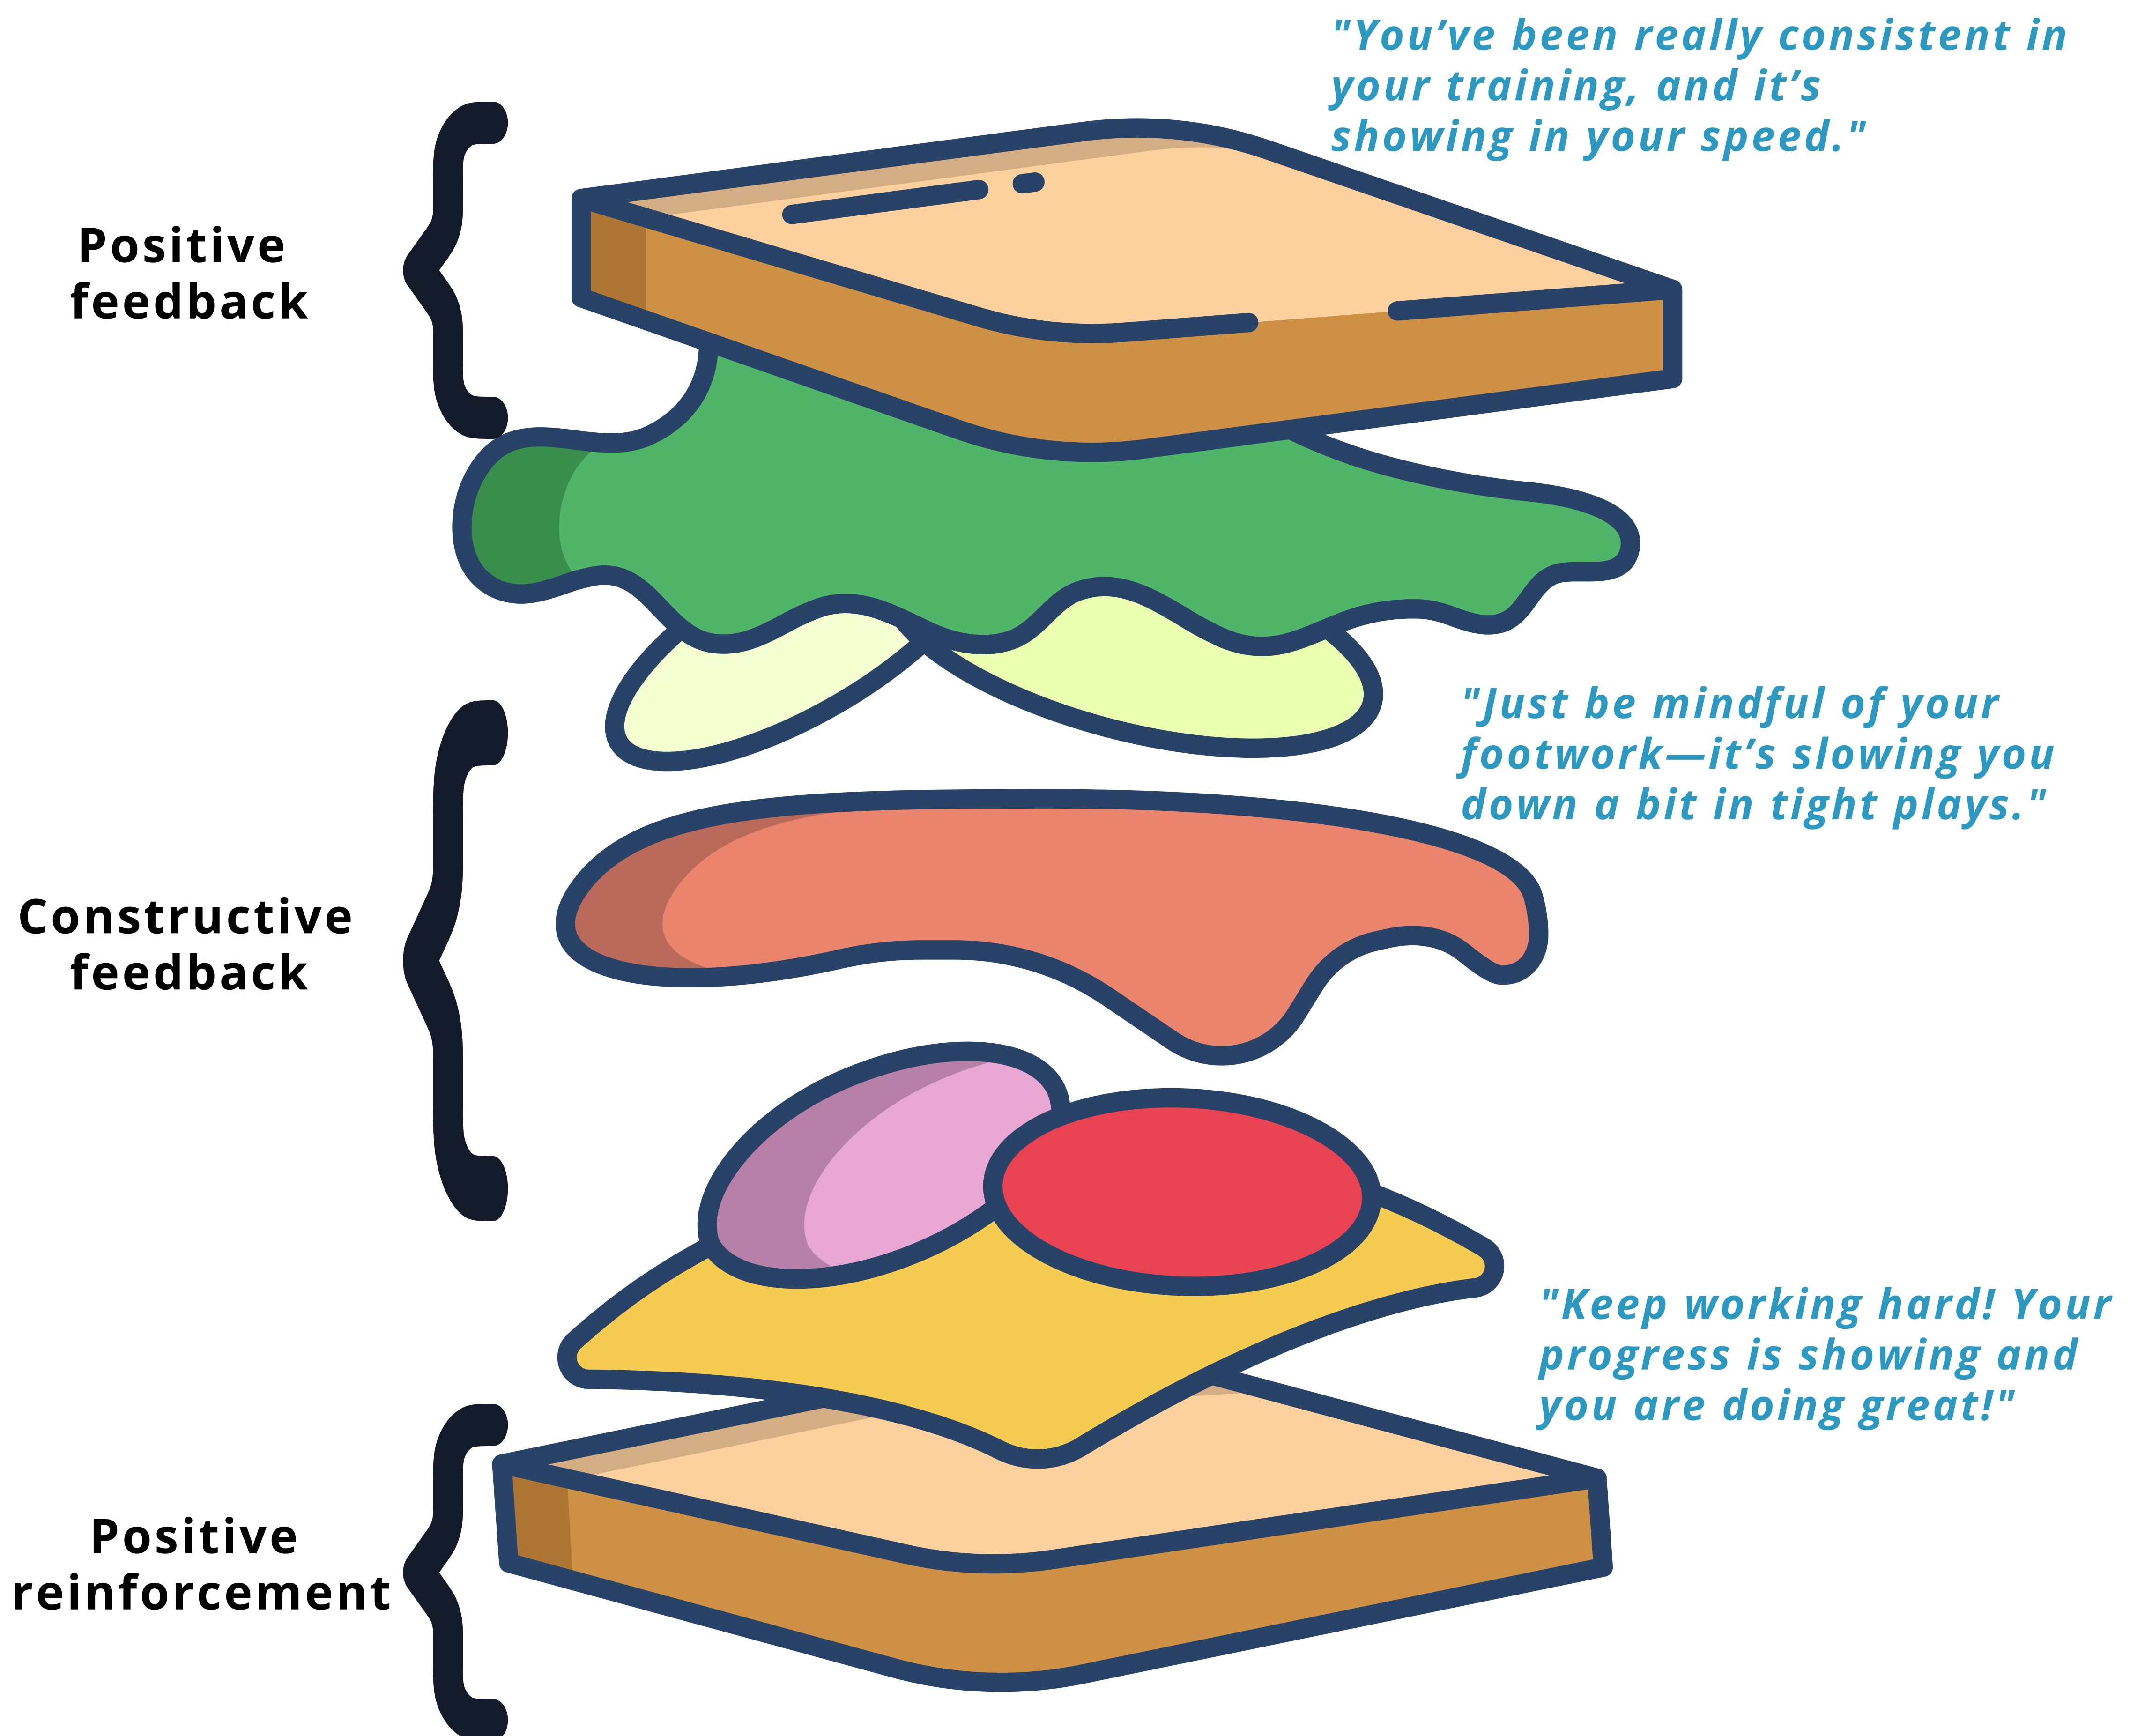 "You’ve been really consistent in
your training, and it’s
showing in your speed."
Positive
feedback
"Just be mindful of your
footwork—it’s slowing you
down a bit in tight plays."
Constructive
feedback
"Keep working hard! Your
progress is showing and
you are doing great!"
Positive
reinforcement